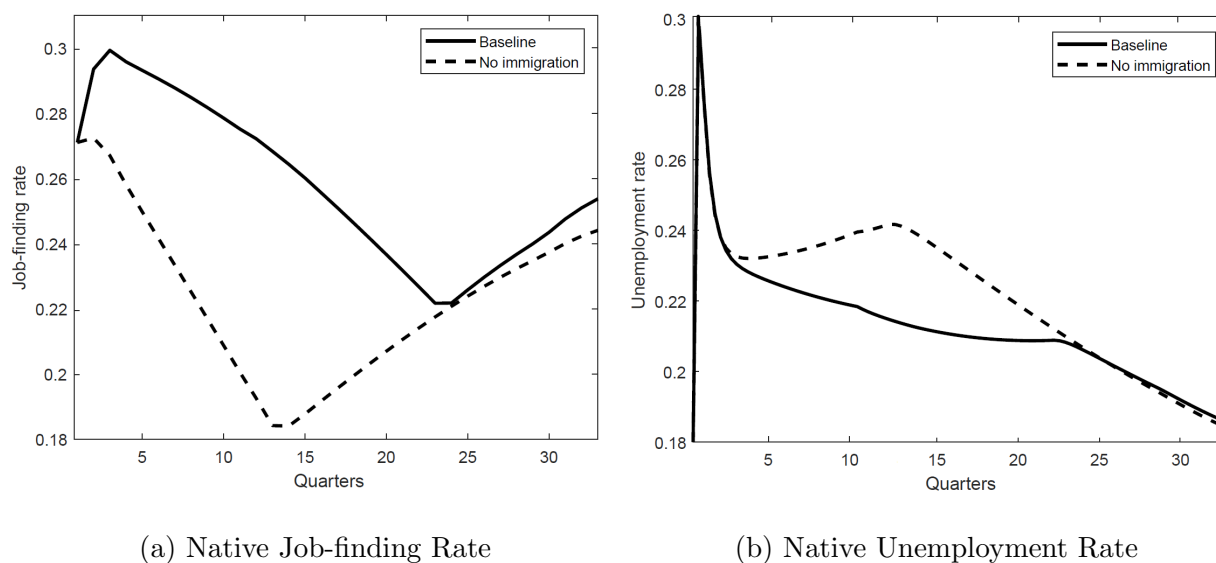 0.3
0.28
0.26
0.24
0.22
0.2
0.18
Job-finding rate
5
10
15
20
25
30
Quarters
Baseline
No immigration
(a) Native Job-finding Rate
0.3
0.28
0.26
0.24
0.22
0.2
0.18
Unemployment rate
5
10
15
20
25
30
Quarters
Baseline
No immigration
(b) Native Unemployment Rate